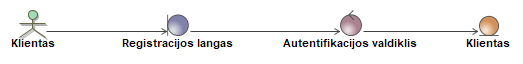 Klientas
Registracijos langas
Autentifikacijos valdiklis
Klientas